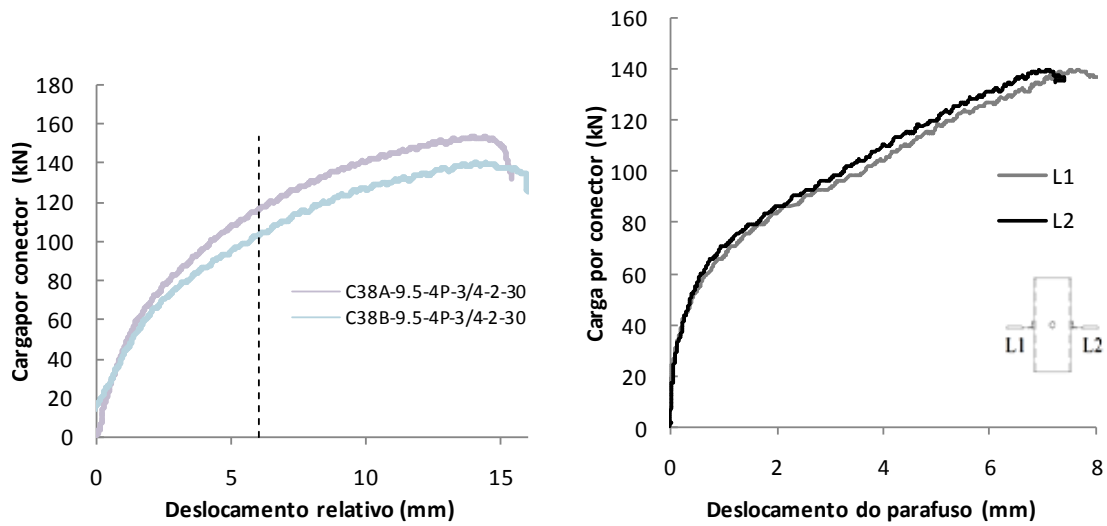 Cargapor conector (kN)
180
160
140
120
100
80
60
40
20
0
0 5 10 15
Deslocamento relativo (mm)
C38A-9.5-4P-3/4-2-30
C38B-9.5-4P-3/4-2-30
Carga por conector (kN)
160
140
120
100
80
60
40
20
0
0 2 4 6 8
Deslocamento do parafuso (mm)
L1
L2
L1 L2